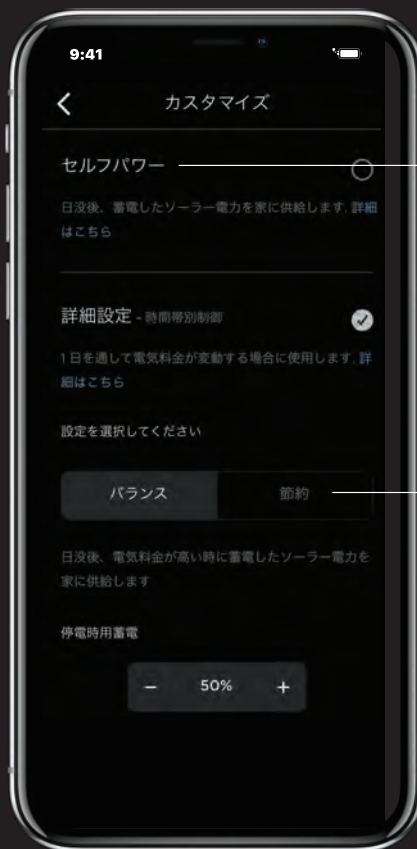 9:41
カスタマイズ
セルフパワー
日没後、蓄電したソーラー電力を家に供給します. 詳細
はこちら
詳細設定 - 時間帯別制御
1日を通して電気料金が変動する場合に使用します. 詳
細はこちら
設定を選択してください
バランス 節約
日没後、電気料金が高い時に蓄電したソーラー電力を
家に供給します
停電時用蓄電
− 50% +